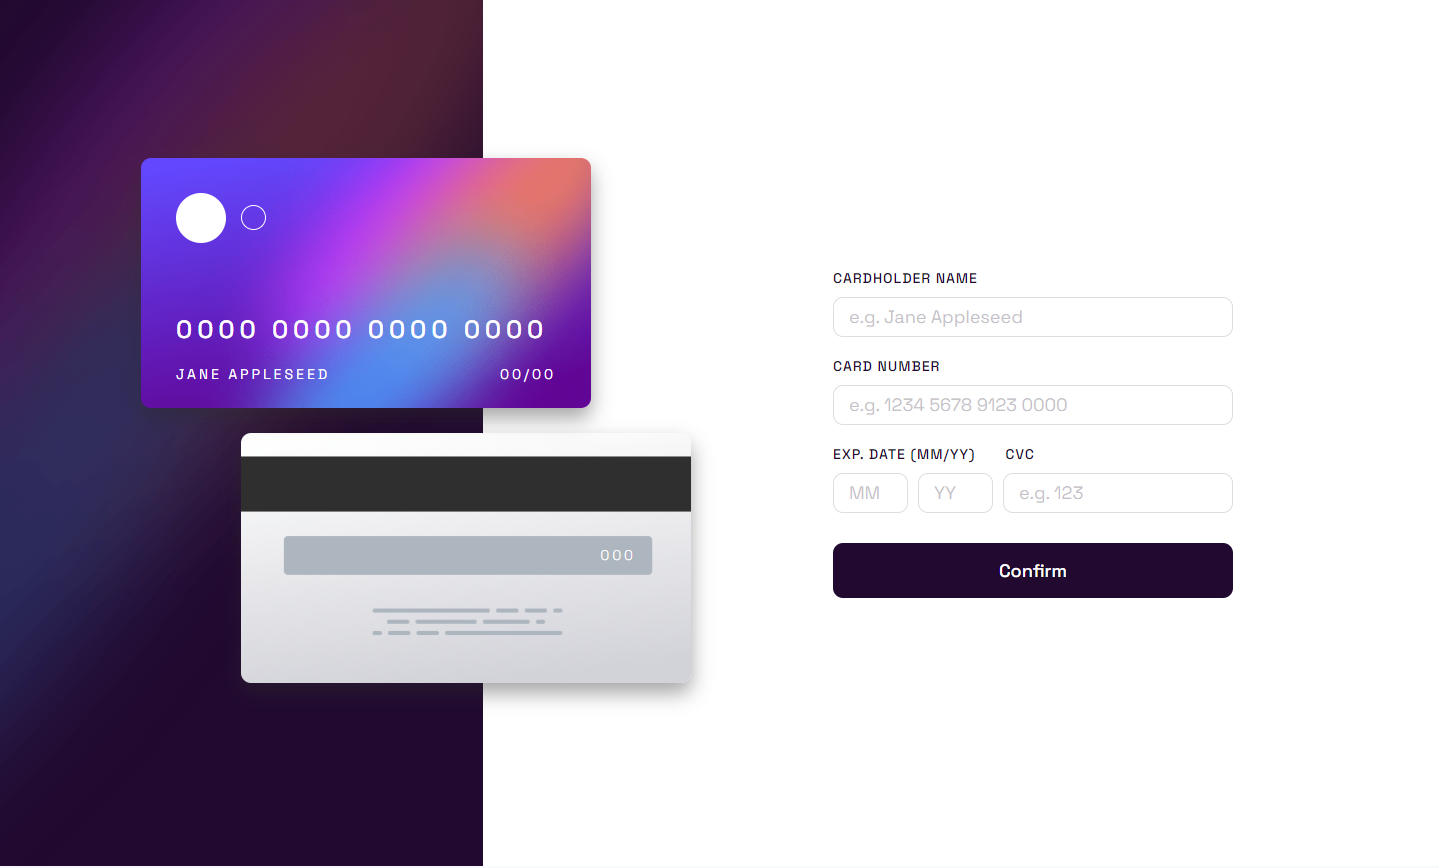 0000 0000 0000 0000
JANE APPLESEED 00/00
000
CARDHOLDER NAME
e.g. Jane Appleseed
CARD NUMBER
e.g. 1234 5678 9123 0000
EXP. DATE (MM/YY) CVC
MM YY e.g. 123
Confirm